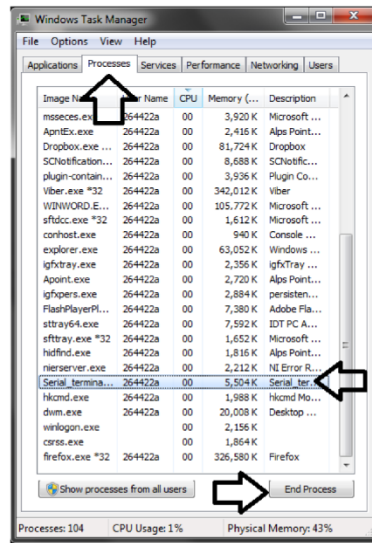 Windows Task Manager
File Options View Help
Applications Processes Services Performance Networking Users
Image User Name CPU Memory (... Description
msseces.ex 264422a 00 3,920 K Microsoft ...
ApntEx.exe 264422a 00 2,416 K Alps Point...
Dropbox.exe ... 264422a 00 81,724 K Dropbox
SCNotification... 264422a 00 8,688 K SCNotific...
plugin-contain... 264422a 00 3,936 K Plugin Co...
Viber.exe *32 264422a 00 342,012 K Viber
WINWORD.E... 264422a 00 105,772 K Microsoft ...
sftdcc.exe *32 264422a 00 1,612 K Microsoft ...
conhost.exe 264422a 00 940 K Console ...
explorer.exe 264422a 00 63,052 K Windows ...
igfxtray.exe 264422a 00 2,356 K igfxTray ...
Apoint.exe 264422a 00 2,720 K Alps Point...
igfxpers.exe 264422a 00 2,884 K persisten...
FlashPlayerPl... 264422a 00 7,380 K Adobe Fla...
sttray64.exe 264422a 00 7,592 K IDT PC A...
sfttray.exe *32 264422a 00 1,652 K Microsoft ...
hidfind.exe 264422a 00 1,816 K Alps Point...
nierserver.exe 264422a 00 2,212 K NI Error R...
Serial_termina... 264422a 00 5,504 K Serial_ter...
hkcmd.exe 264422a 00 1,988 K hkcmd Mo...
dwm.exe 264422a 00 20,008 K Desktop ...
winlogon.exe 00 2,156 K
csrss.exe 00 1,864 K
firefox.exe *32 264422a 00 326,580 K Firefox
Show processes from all users End Process
Processes: 104 CPU Usage: 1% Physical Memory: 43%